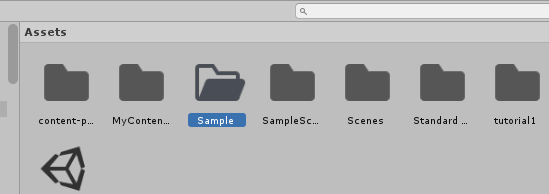 Assets
content-p...
MyConten...
Sample
SampleSc...
Scenes
Standard ...
tutorial1